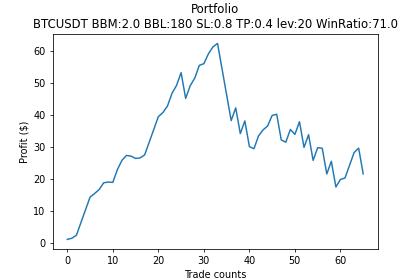 Portfolio
BTCUSDT BBM:2.0 BBL:180 SL:0.8 TP:0.4 lev:20 WinRatio:71.0
60
50
40
30
20
10
0
Profit ($)
0 10 20 30 40 50 60
Trade counts